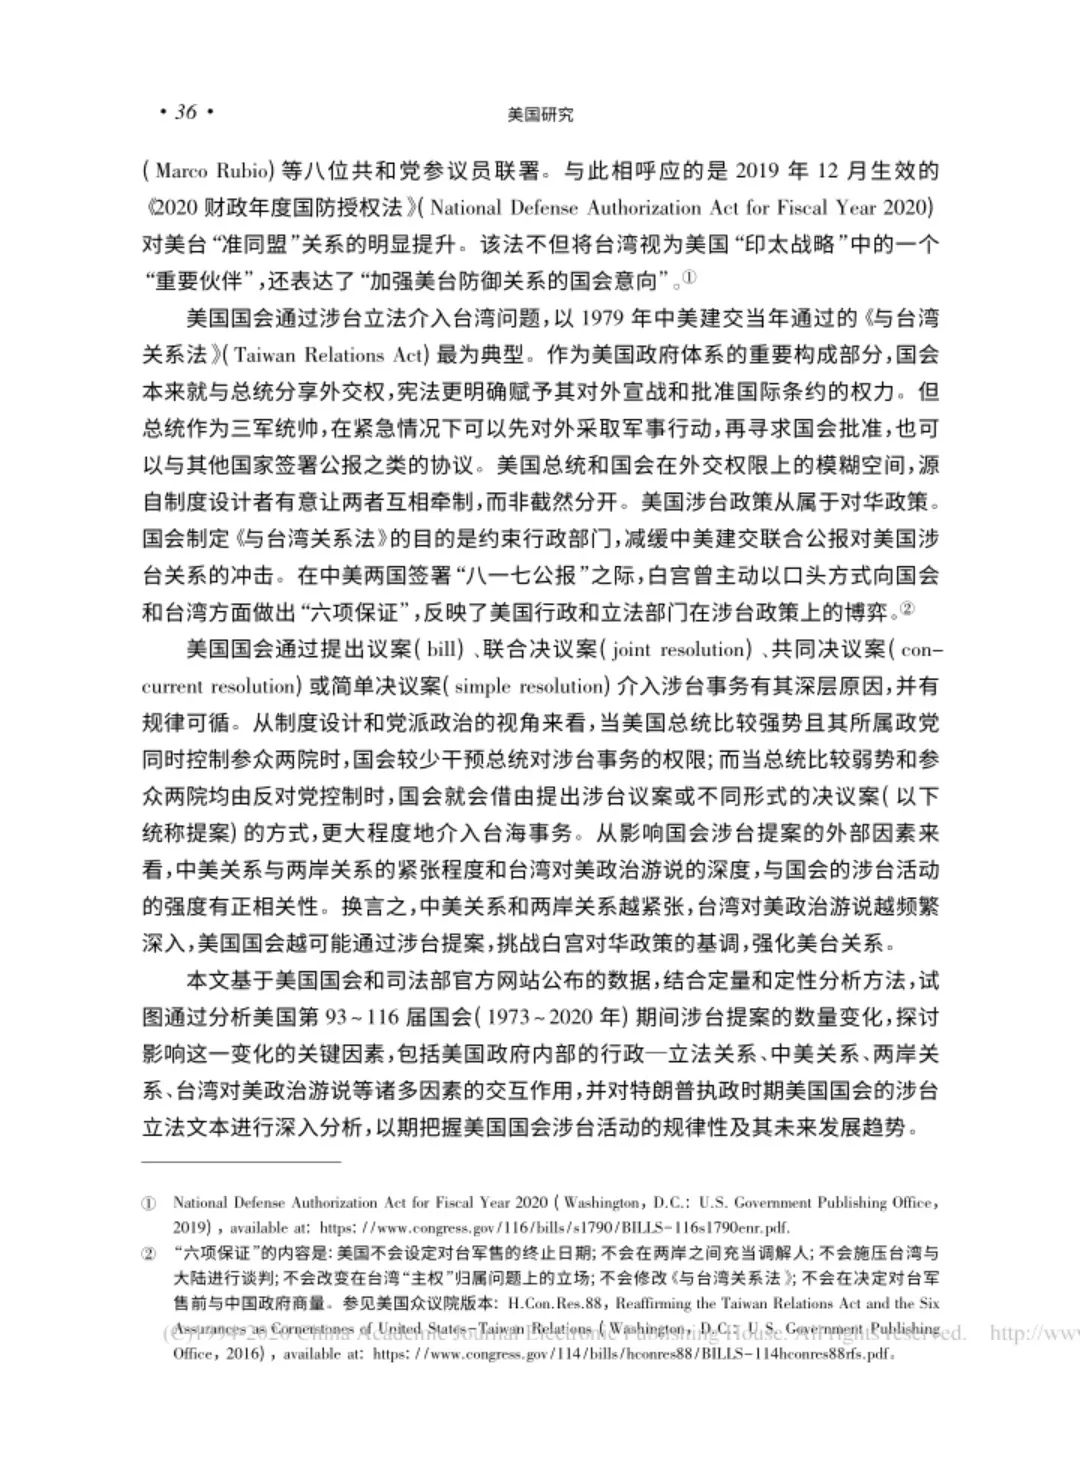 • 36 •
美国研究
(Marco Rubio)等八位共和党参议员联署。与此相呼应的是 2019 年 12 月生效的
《2020 财政年度国防授权法》(National Defense Authorization Act for Fiscal Year 2020)
对美台“准同盟”关系的明显提升。该法不但将台湾视为美国“印太战略”中的一个
“重要伙伴”,还表达了“加强美台防御关系的国会意向”。①
美国国会通过涉台立法介入台湾问题,以 1979 年中美建交当年通过的《与台湾
关系法》(Taiwan Relations Act)最为典型。作为美国政府体系的重要构成部分,国会
本来就与总统分享外交权,宪法更明确赋予其对外宣战和批准国际条约的权力。但
总统作为三军统帅,在紧急情况下可以先对外采取军事行动,再寻求国会批准,也可
以与其他国家签署公报之类的协议。美国总统和国会在外交权限上的模糊空间,源
自制度设计者有意让两者互相牵制,而非截然分开。美国涉台政策从属于对华政策。
国会制定《与台湾关系法》的目的是约束行政部门,减缓中美建交联合公报对美国涉
台关系的冲击。在中美两国签署“八一七公报”之际,白宫曾主动以口头方式向国会
和台湾方面做出“六项保证”,反映了美国行政和立法部门在涉台政策上的博弈。②
美国国会通过提出议案(bill)、联合决议案(joint resolution)、共同决议案(con-
current resolution)或简单决议案(simple resolution)介入涉台事务有其深层原因,并有
规律可循。从制度设计和党派政治的视角来看,当美国总统比较强势且其所属政党
同时控制参众两院时,国会较少干预总统对涉台事务的权限;而当总统比较弱势和参
众两院均由反对党控制时,国会就会借由提出涉台议案或不同形式的决议案(以下
统称提案)的方式,更大程度地介入台海事务。从影响国会涉台提案的外部因素来
看,中美关系与两岸关系的紧张程度和台湾对美政治游说的深度,与国会的涉台活动
的强度有正相关性。换言之,中美关系和两岸关系越紧张,台湾对美政治游说越频繁
深入,美国国会越可能通过涉台提案,挑战白宫对华政策的基调,强化美台关系。
本文基于美国国会和司法部官方网站公布的数据,结合定量和定性分析方法,试
图通过分析美国第 93~116 届国会(1973~2020 年)期间涉台提案的数量变化,探讨
影响这一变化的关键因素,包括美国政府内部的行政—立法关系、中美关系、两岸关
系、台湾对美政治游说等诸多因素的交互作用,并对特朗普执政时期美国国会的涉台
立法文本进行深入分析,以期把握美国国会涉台活动的规律性及其未来发展趋势。
① National Defense Authorization Act for Fiscal Year 2020 (Washington, D.C.: U.S. Government Publishing Office,
2019), available at: https://www.congress.gov/116/bills/s1790/BILLS-116s1790enr.pdf.
② “六项保证”的内容是:美国不会设定对台军售的终止日期;不会在两岸之间充当调解人;不会施压台湾与
大陆进行谈判;不会改变在台湾“主权”归属问题上的立场;不会修改《与台湾关系法》;不会在决定对台军
售前与中国政府商量。参见美国众议院版本: H.Con.Res.88, Reaffirming the Taiwan Relations Act and the Six
Assurances as Cornerstones of United States-Taiwan Relations (Washington, D.C.: U.S. Government Publishing
(C)1994-2020 China Academic Journal Electronic Publishing House. All rights reserved. http://www
Office, 2016), available at: https://www.congress.gov/114/bills/hconres88/BILLS-114hconres88rfs.pdf。